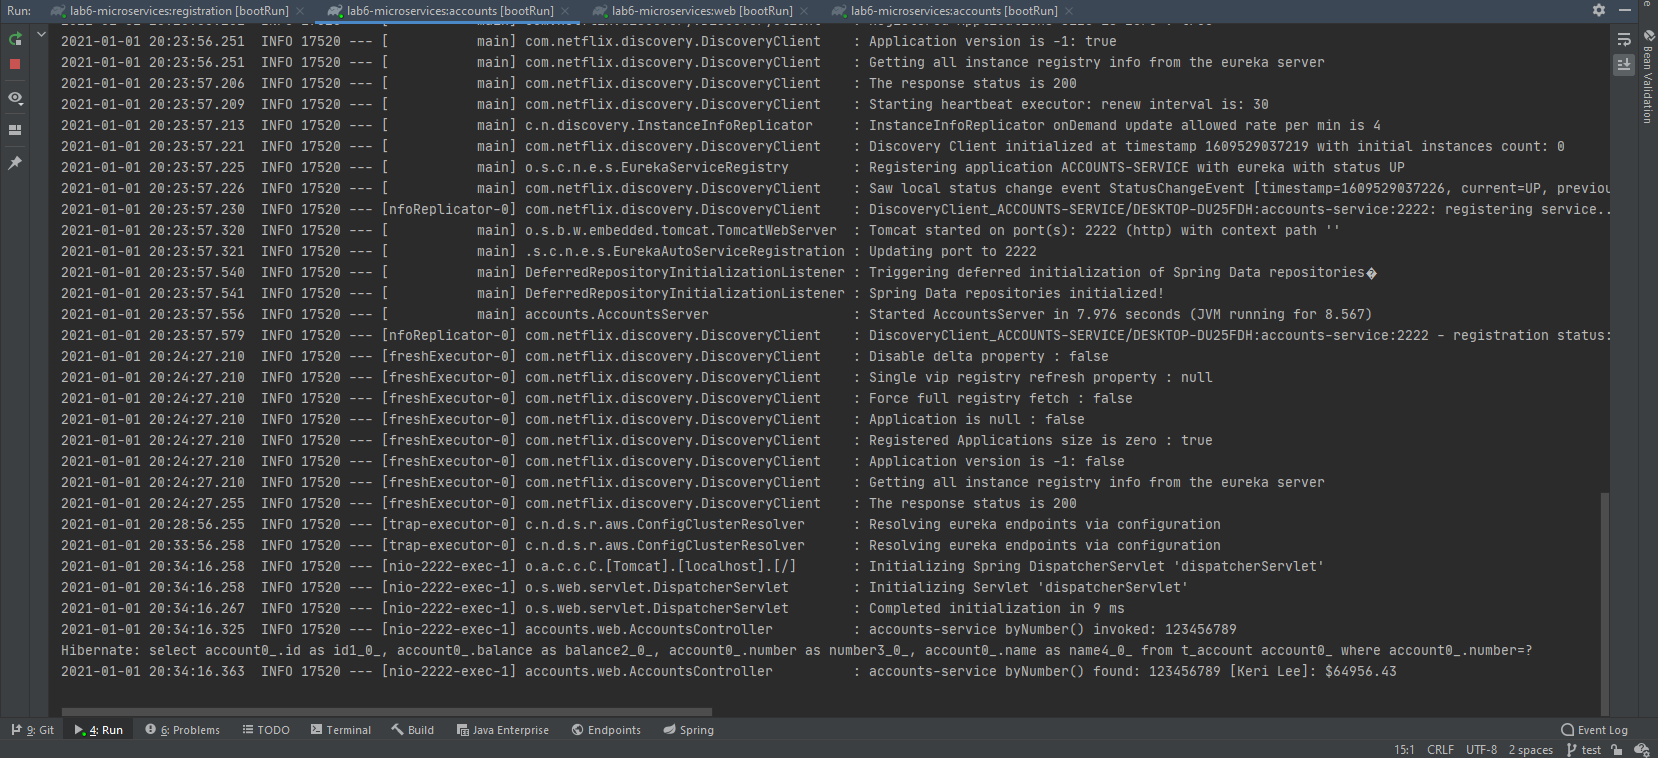 Run: lab6-microservices:registration [bootRun] lab6-microservices:accounts [bootRun] lab6-microservices:web [bootRun] lab6-microservices:accounts [bootRun]
2021-01-01 20:23:56.251  INFO 17520 --- [           main] com.netflix.discovery.DiscoveryClient    : Application version is -1: true
2021-01-01 20:23:56.251  INFO 17520 --- [           main] com.netflix.discovery.DiscoveryClient    : Getting all instance registry info from the eureka server
2021-01-01 20:23:57.206  INFO 17520 --- [           main] com.netflix.discovery.DiscoveryClient    : The response status is 200
2021-01-01 20:23:57.209  INFO 17520 --- [           main] com.netflix.discovery.DiscoveryClient    : Starting heartbeat executor: renew interval is: 30
2021-01-01 20:23:57.213  INFO 17520 --- [           main] c.n.discovery.InstanceInfoReplicator     : InstanceInfoReplicator onDemand update allowed rate per min is 4
2021-01-01 20:23:57.221  INFO 17520 --- [           main] com.netflix.discovery.DiscoveryClient    : Discovery Client initialized at timestamp 1609529037219 with initial instances count: 0
2021-01-01 20:23:57.225  INFO 17520 --- [           main] o.s.c.n.e.s.EurekaServiceRegistry        : Registering application ACCOUNTS-SERVICE with eureka with status UP
2021-01-01 20:23:57.226  INFO 17520 --- [           main] com.netflix.discovery.DiscoveryClient    : Saw local status change event StatusChangeEvent [timestamp=1609529037226, current=UP, previou
2021-01-01 20:23:57.230  INFO 17520 --- [nfoReplicator-0] com.netflix.discovery.DiscoveryClient    : DiscoveryClient_ACCOUNTS-SERVICE/DESKTOP-DU25FDH:accounts-service:2222: registering service..
2021-01-01 20:23:57.320  INFO 17520 --- [           main] o.s.b.w.embedded.tomcat.TomcatWebServer  : Tomcat started on port(s): 2222 (http) with context path ''
2021-01-01 20:23:57.321  INFO 17520 --- [           main] .s.c.n.e.s.EurekaAutoServiceRegistration : Updating port to 2222
2021-01-01 20:23:57.540  INFO 17520 --- [           main] DeferredRepositoryInitializationListener : Triggering deferred initialization of Spring Data repositories�
2021-01-01 20:23:57.541  INFO 17520 --- [           main] DeferredRepositoryInitializationListener : Spring Data repositories initialized!
2021-01-01 20:23:57.556  INFO 17520 --- [           main] accounts.AccountsServer                  : Started AccountsServer in 7.976 seconds (JVM running for 8.567)
2021-01-01 20:23:57.579  INFO 17520 --- [nfoReplicator-0] com.netflix.discovery.DiscoveryClient    : DiscoveryClient_ACCOUNTS-SERVICE/DESKTOP-DU25FDH:accounts-service:2222 - registration status:
2021-01-01 20:24:27.210  INFO 17520 --- [freshExecutor-0] com.netflix.discovery.DiscoveryClient    : Disable delta property : false
2021-01-01 20:24:27.210  INFO 17520 --- [freshExecutor-0] com.netflix.discovery.DiscoveryClient    : Single vip registry refresh property : null
2021-01-01 20:24:27.210  INFO 17520 --- [freshExecutor-0] com.netflix.discovery.DiscoveryClient    : Force full registry fetch : false
2021-01-01 20:24:27.210  INFO 17520 --- [freshExecutor-0] com.netflix.discovery.DiscoveryClient    : Application is null : false
2021-01-01 20:24:27.210  INFO 17520 --- [freshExecutor-0] com.netflix.discovery.DiscoveryClient    : Registered Applications size is zero : true
2021-01-01 20:24:27.210  INFO 17520 --- [freshExecutor-0] com.netflix.discovery.DiscoveryClient    : Application version is -1: false
2021-01-01 20:24:27.210  INFO 17520 --- [freshExecutor-0] com.netflix.discovery.DiscoveryClient    : Getting all instance registry info from the eureka server
2021-01-01 20:24:27.255  INFO 17520 --- [freshExecutor-0] com.netflix.discovery.DiscoveryClient    : The response status is 200
2021-01-01 20:28:56.255  INFO 17520 --- [trap-executor-0] c.n.d.s.r.aws.ConfigClusterResolver      : Resolving eureka endpoints via configuration
2021-01-01 20:33:56.258  INFO 17520 --- [trap-executor-0] c.n.d.s.r.aws.ConfigClusterResolver      : Resolving eureka endpoints via configuration
2021-01-01 20:34:16.258  INFO 17520 --- [nio-2222-exec-1] o.a.c.c.C.[Tomcat].[localhost].[/]       : Initializing Spring DispatcherServlet 'dispatcherServlet'
2021-01-01 20:34:16.258  INFO 17520 --- [nio-2222-exec-1] o.s.web.servlet.DispatcherServlet        : Initializing Servlet 'dispatcherServlet'
2021-01-01 20:34:16.267  INFO 17520 --- [nio-2222-exec-1] o.s.web.servlet.DispatcherServlet        : Completed initialization in 9 ms
2021-01-01 20:34:16.325  INFO 17520 --- [nio-2222-exec-1] accounts.web.AccountsController          : accounts-service byNumber() invoked: 123456789
Hibernate: select account0_.id as id1_0_, account0_.balance as balance2_0_, account0_.number as number3_0_, account0_.name as name4_0_ from t_account account0_ where account0_.number=?
2021-01-01 20:34:16.363  INFO 17520 --- [nio-2222-exec-1] accounts.web.AccountsController          : accounts-service byNumber() found: 123456789 [Keri Lee]: $64956.43
Bean Validation
9: Git 4: Run 6: Problems TODO Terminal Build Java Enterprise Endpoints Spring Event Log
15:1 CRLF UTF-8 2 spaces test